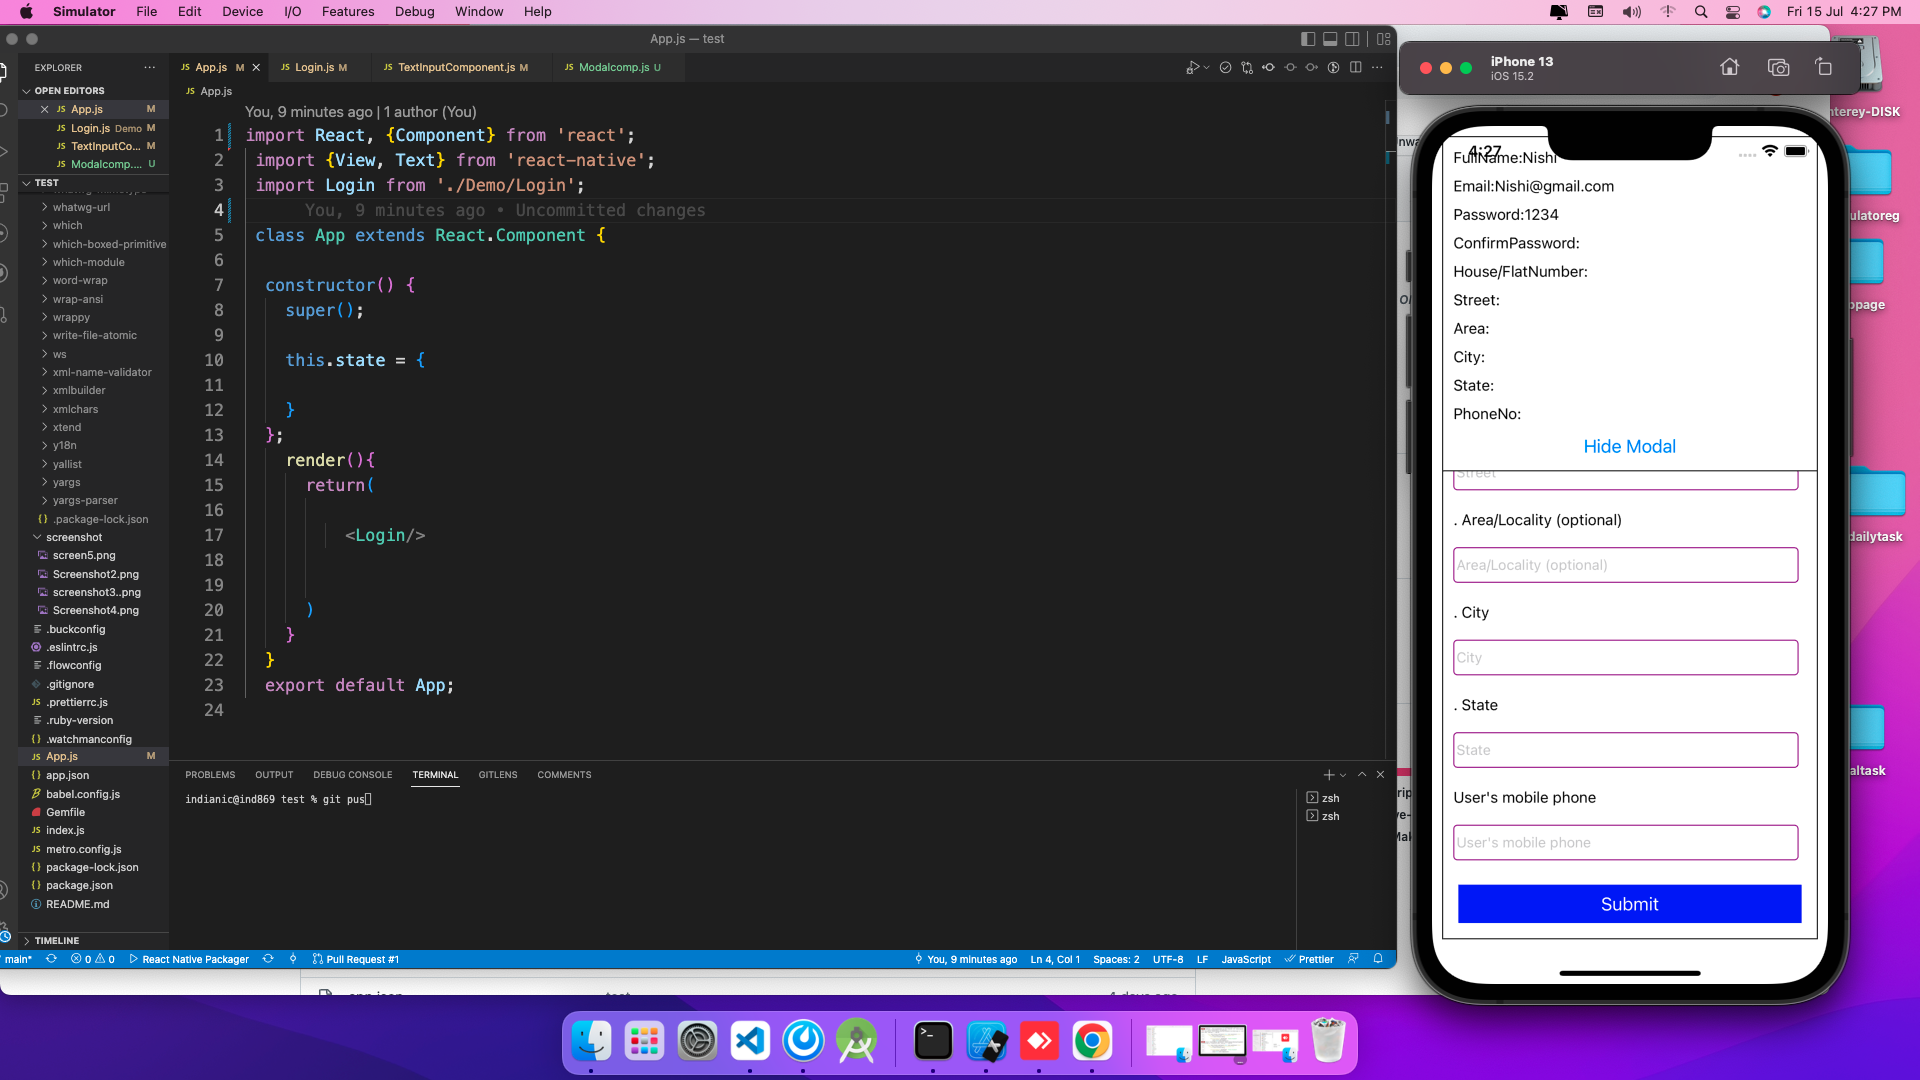 Simulator File Edit Device I/O Features Debug Window Help
Fri 15 Jul 4:27 PM
App.js — test
EXPLORER
OPEN EDITORS
JS App.js M
JS Login.js Demo M
JS TextInputCo... M
JS Modalcomp.... U
TEST
whatwg-url
which
which-boxed-primitive
which-module
word-wrap
wrap-ansi
wrappy
write-file-atomic
ws
xml-name-validator
xmlbuilder
xmlchars
xtend
y18n
yallist
yargs
yargs-parser
{} .package-lock.json
screenshot
screen5.png
Screenshot2.png
screenshot3..png
Screenshot4.png
.buckconfig
.eslintrc.js
.flowconfig
.gitignore
JS .prettierrc.js
.ruby-version
{} .watchmanconfig
JS App.js M
{} app.json
babel.config.js
Gemfile
JS index.js
JS metro.config.js
{} package-lock.json
{} package.json
README.md
TIMELINE
JS App.js M
JS Login.js M
JS TextInputComponent.js M
JS Modalcomp.js U
JS App.js
You, 9 minutes ago | 1 author (You)
1 import React, {Component} from 'react';
2 import {View, Text} from 'react-native';
3 import Login from './Demo/Login';
4 You, 9 minutes ago • Uncommitted changes
5 class App extends React.Component {
6
7 constructor() {
8 super();
9
10 this.state = {
11
12 }
13 };
14 render(){
15 return(
16
17 <Login/>
18
19
20 )
21 }
22 }
23 export default App;
24
PROBLEMS OUTPUT DEBUG CONSOLE TERMINAL GITLENS COMMENTS
indianic@ind869 test % git pus
zsh
zsh
main* 0 0 React Native Packager Pull Request #1
You, 9 minutes ago Ln 4, Col 1 Spaces: 2 UTF-8 LF JavaScript Prettier
iPhone 13
iOS 15.2
4:27
FullName:Nishi
Email:Nishi@gmail.com
Password:1234
ConfirmPassword:
House/FlatNumber:
Street:
Area:
City:
State:
PhoneNo:
Hide Modal
Street
. Area/Locality (optional)
Area/Locality (optional)
. City
City
. State
State
User's mobile phone
User's mobile phone
Submit
nterey-DISK
ulatoreg
page
dailytask
altask